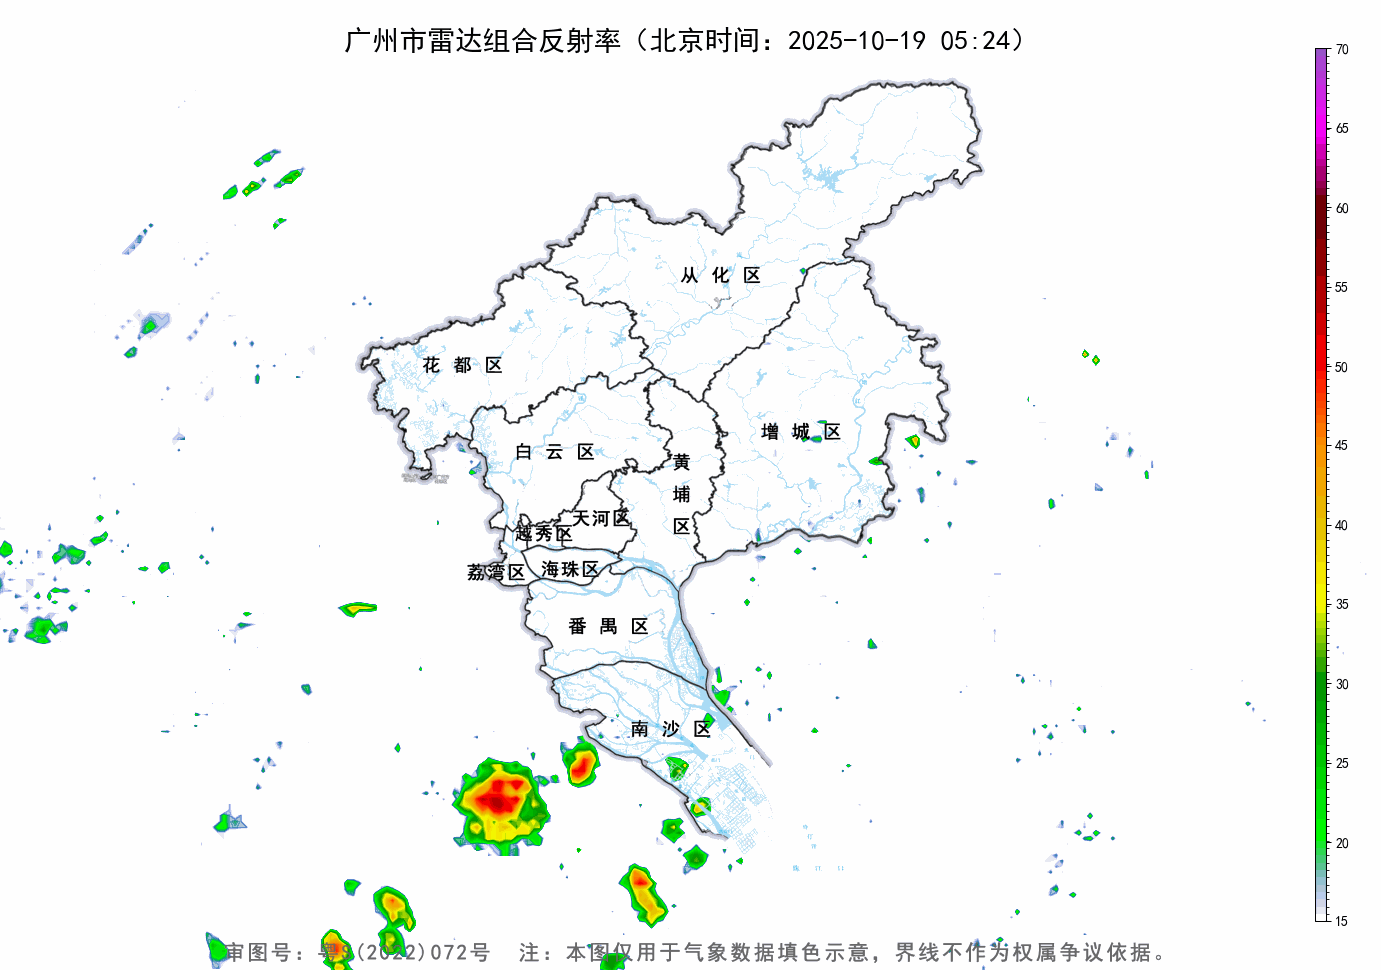 广州市雷达组合反射率（北京时间：2025-10-19 05:24）
70
65
60
55
50
45
40
35
30
25
20
15
从化区
花都区
增城区
白云区
黄埔区
天河区
越秀区
荔湾区
海珠区
番禺区
南沙区
审图号：粤S(2022)072号 注：本图仅用于气象数据填色示意，界线不作为权属争议依据。